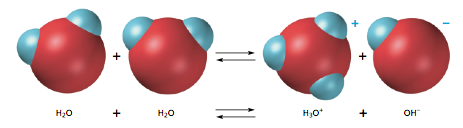 + ⇌ + + −
H₂O + H₂O ⇌ H₃O⁺ + OH⁻